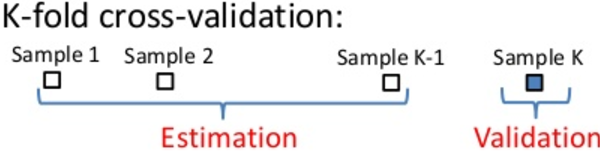 K-fold cross-validation:
Sample 1 Sample 2 Sample K-1 Sample K
Estimation Validation